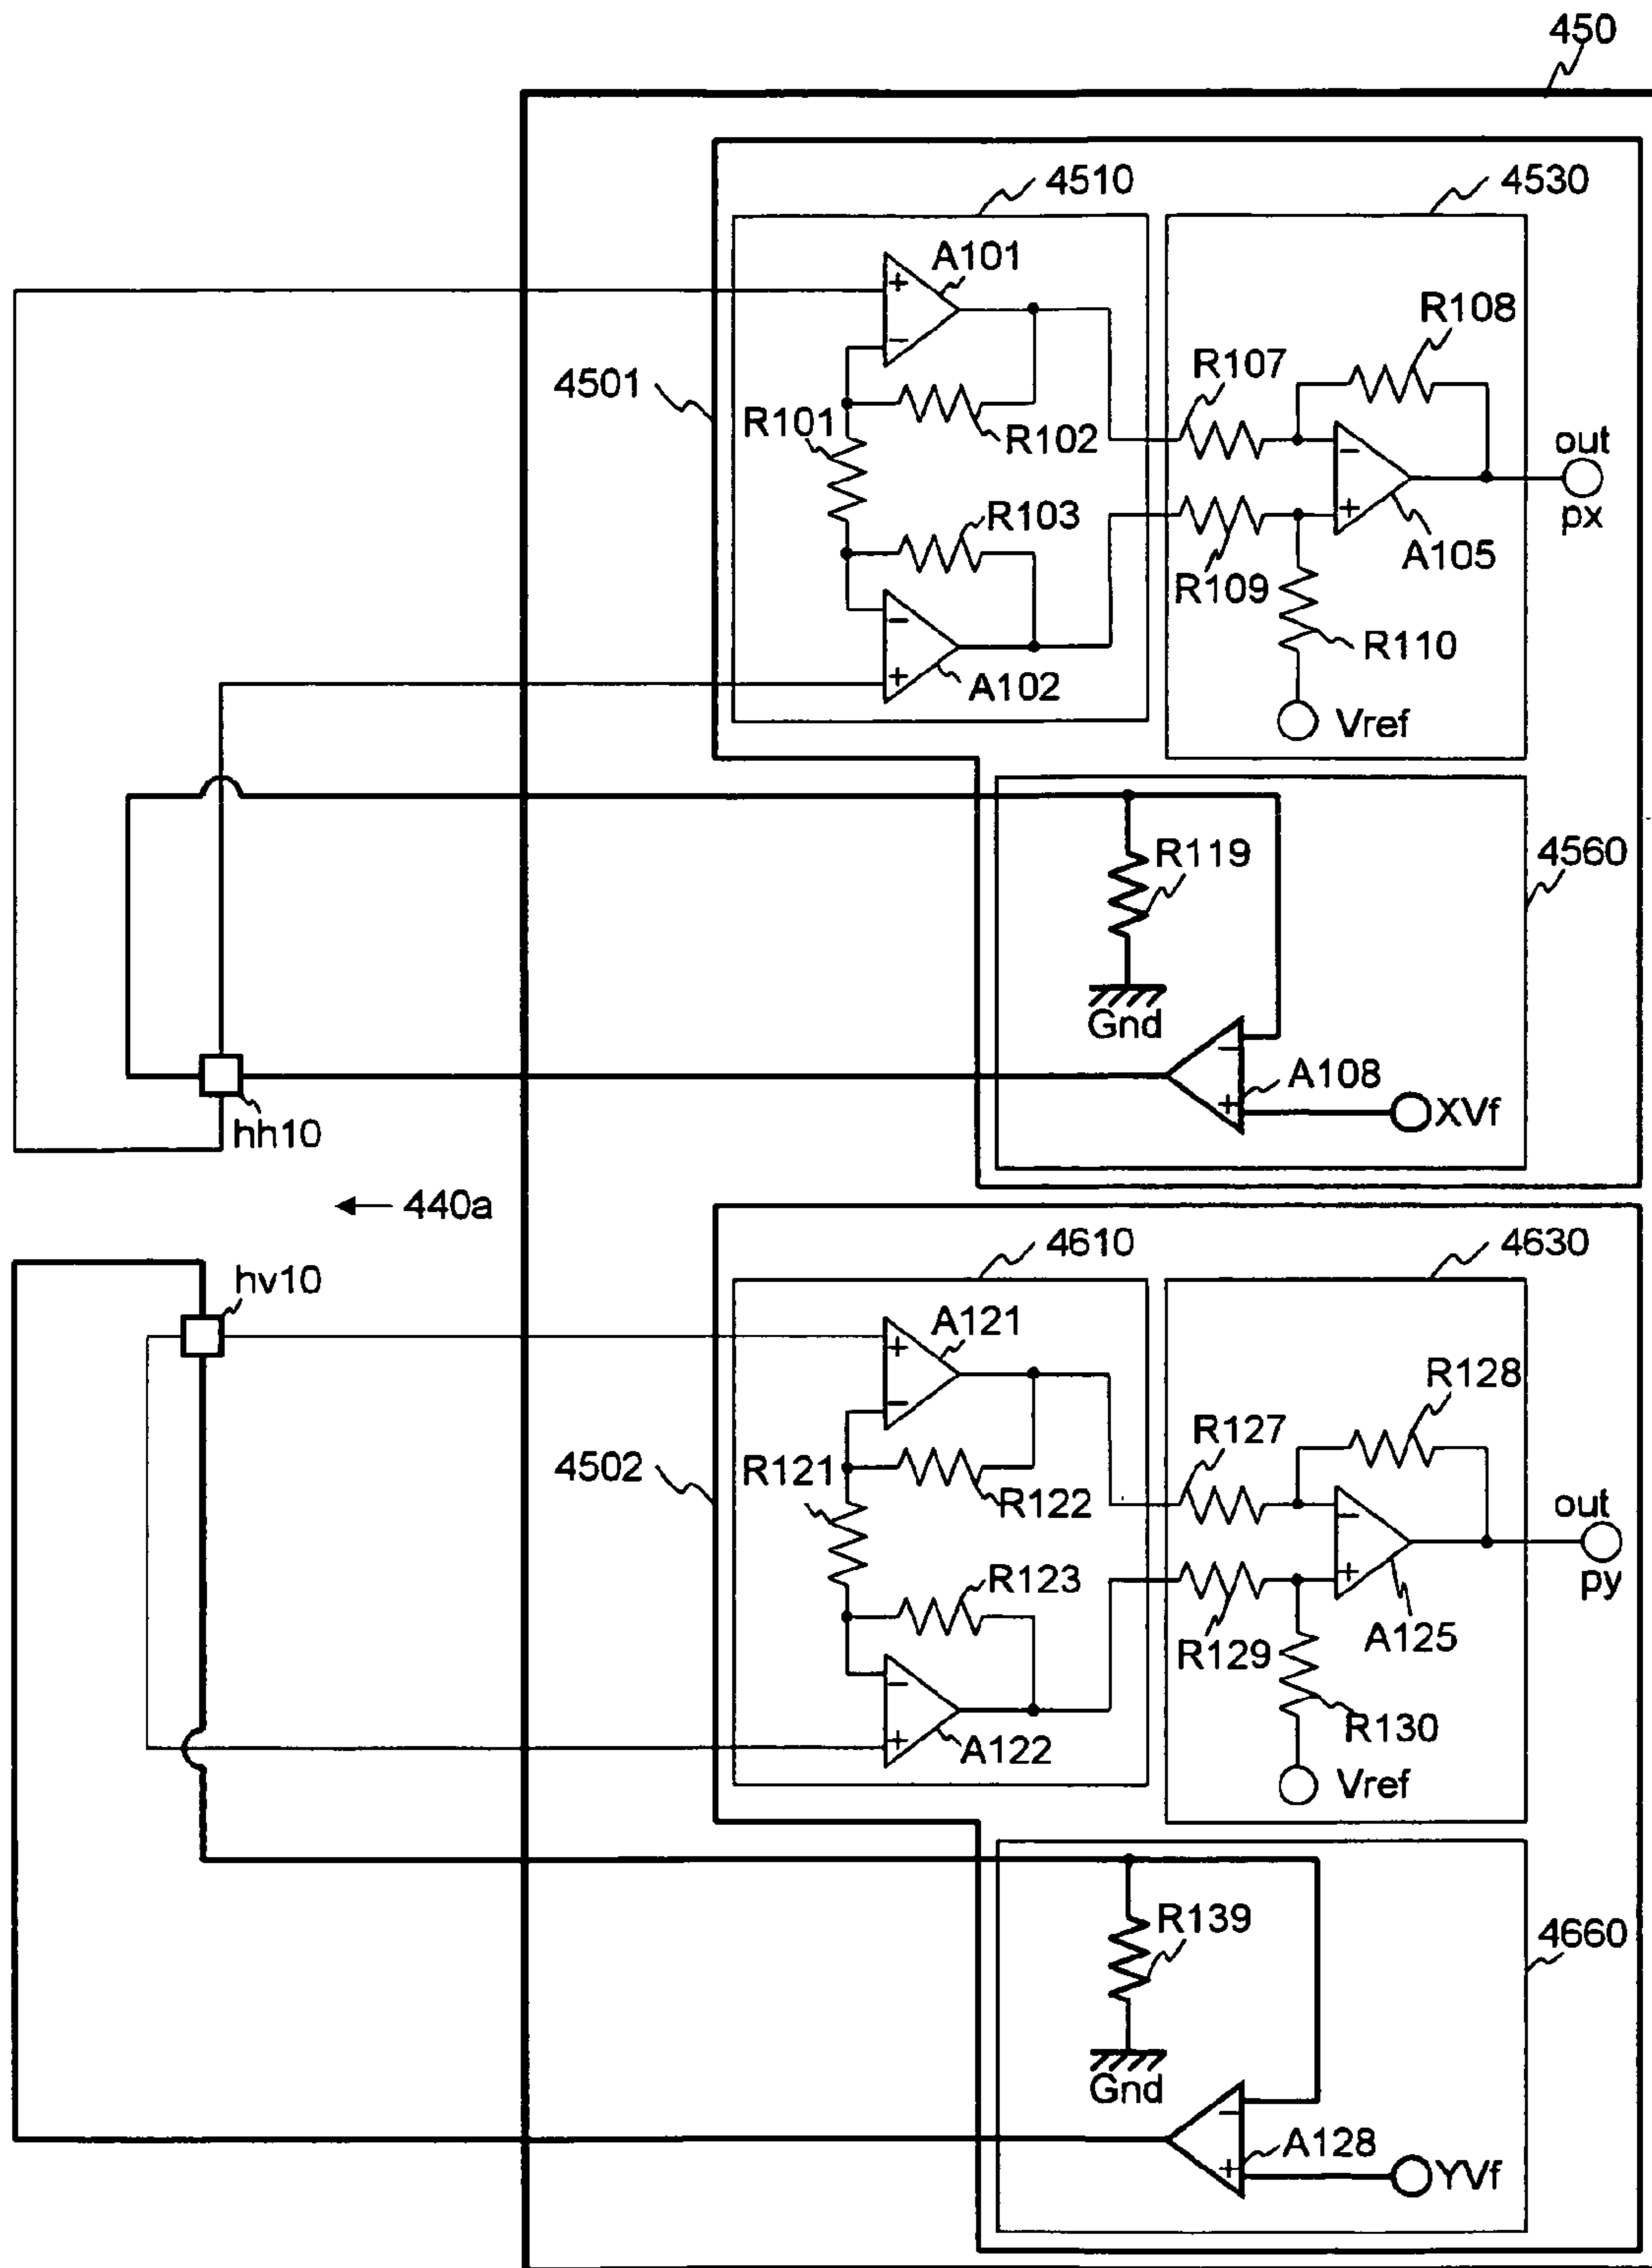 450
4510
4530
A101
R108
R107
4501
R101
R102
out
R103
px
A105
R109
R110
A102
Vref
R119
4560
Gnd
A108
XVf
hh10
440a
4610
4630
hv10
A121
R128
R127
4502
R121
R122
out
R123
py
A125
R129
R130
A122
Vref
R139
4660
Gnd
A128
YVf